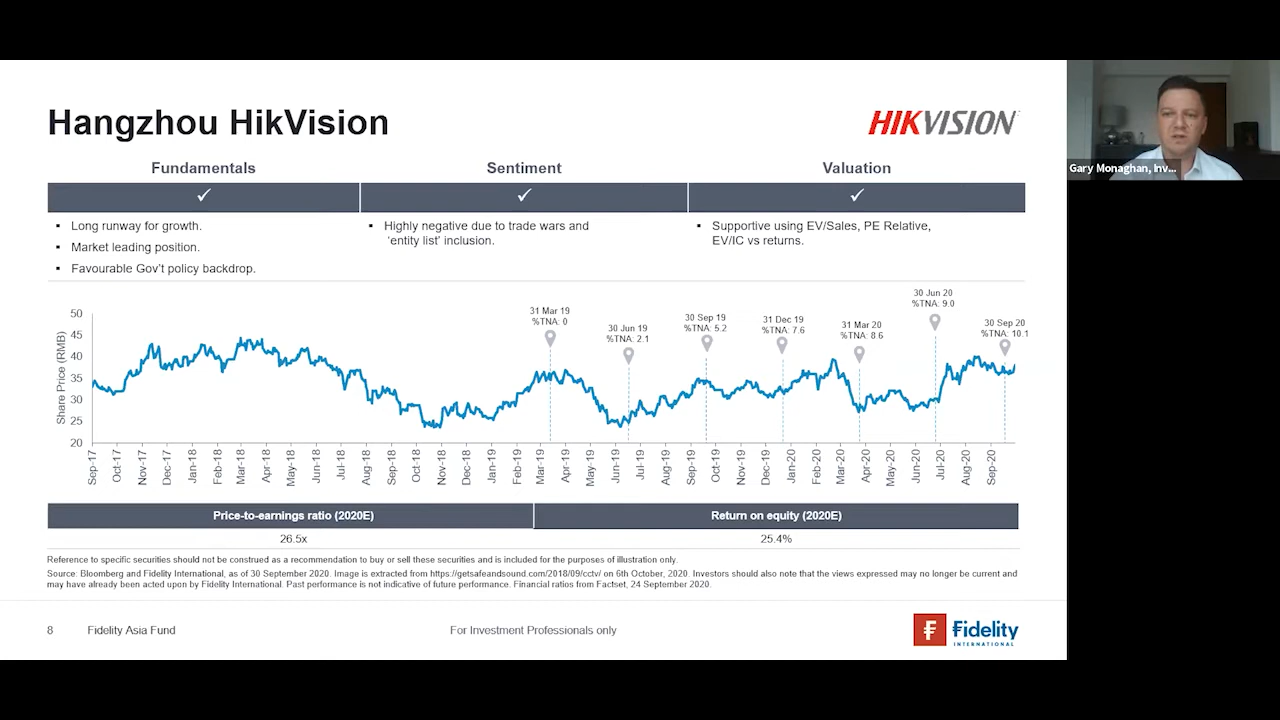 Hangzhou HikVision
HIKVISION
Gary Monaghan, Inv...
Fundamentals
Sentiment
Valuation
✓
✓
✓
▪ Long runway for growth.
▪ Market leading position.
▪ Favourable Gov't policy backdrop.
▪ Highly negative due to trade wars and
'entity list' inclusion.
▪ Supportive using EV/Sales, PE Relative,
EV/IC vs returns.
Share Price (RMB)
50
45
40
35
30
25
20
31 Mar 19
%TNA: 0
30 Jun 19
%TNA: 2.1
30 Sep 19
%TNA: 5.2
31 Dec 19
%TNA: 7.6
31 Mar 20
%TNA: 8.6
30 Jun 20
%TNA: 9.0
30 Sep 20
%TNA: 10.1
Sep-17
Oct-17
Nov-17
Dec-17
Jan-18
Feb-18
Mar-18
Apr-18
May-18
Jun-18
Jul-18
Aug-18
Sep-18
Oct-18
Nov-18
Dec-18
Jan-19
Feb-19
Mar-19
Apr-19
May-19
Jun-19
Jul-19
Aug-19
Sep-19
Oct-19
Nov-19
Dec-19
Jan-20
Feb-20
Mar-20
Apr-20
May-20
Jun-20
Jul-20
Aug-20
Sep-20
Price-to-earnings ratio (2020E)
Return on equity (2020E)
26.5x
25.4%
Reference to specific securities should not be construed as a recommendation to buy or sell these securities and is included for the purposes of illustration only.
Source: Bloomberg and Fidelity International, as of 30 September 2020. Image is extracted from https://getsafeandsound.com/2018/09/cctv/ on 6th October, 2020. Investors should also note that the views expressed may no longer be current and
may have already been acted upon by Fidelity International. Past performance is not indicative of future performance. Financial ratios from Factset, 24 September 2020.
8
Fidelity Asia Fund
For Investment Professionals only
Fidelity
INTERNATIONAL